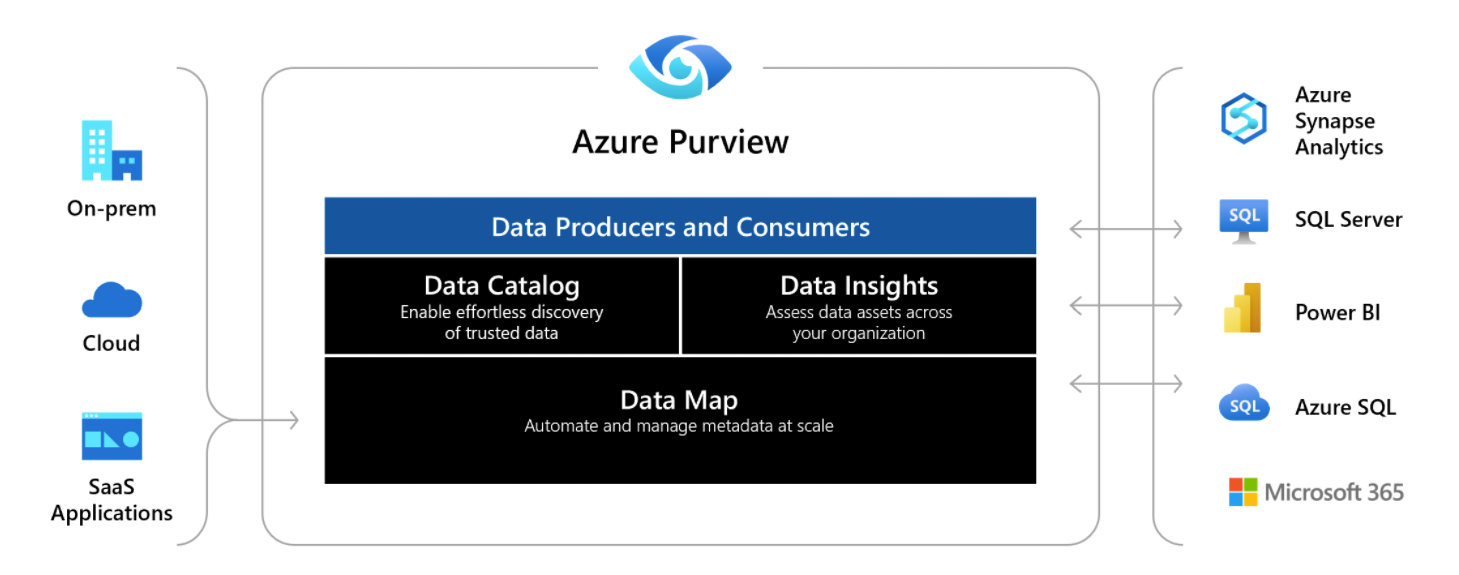 On-prem
Cloud
SaaS
Applications
Azure Purview
Data Producers and Consumers
Data Catalog
Enable effortless discovery
of trusted data
Data Insights
Assess data assets across
your organization
Data Map
Automate and manage metadata at scale
Azure
Synapse
Analytics
SQL
SQL Server
Power BI
SQL
Azure SQL
Microsoft 365